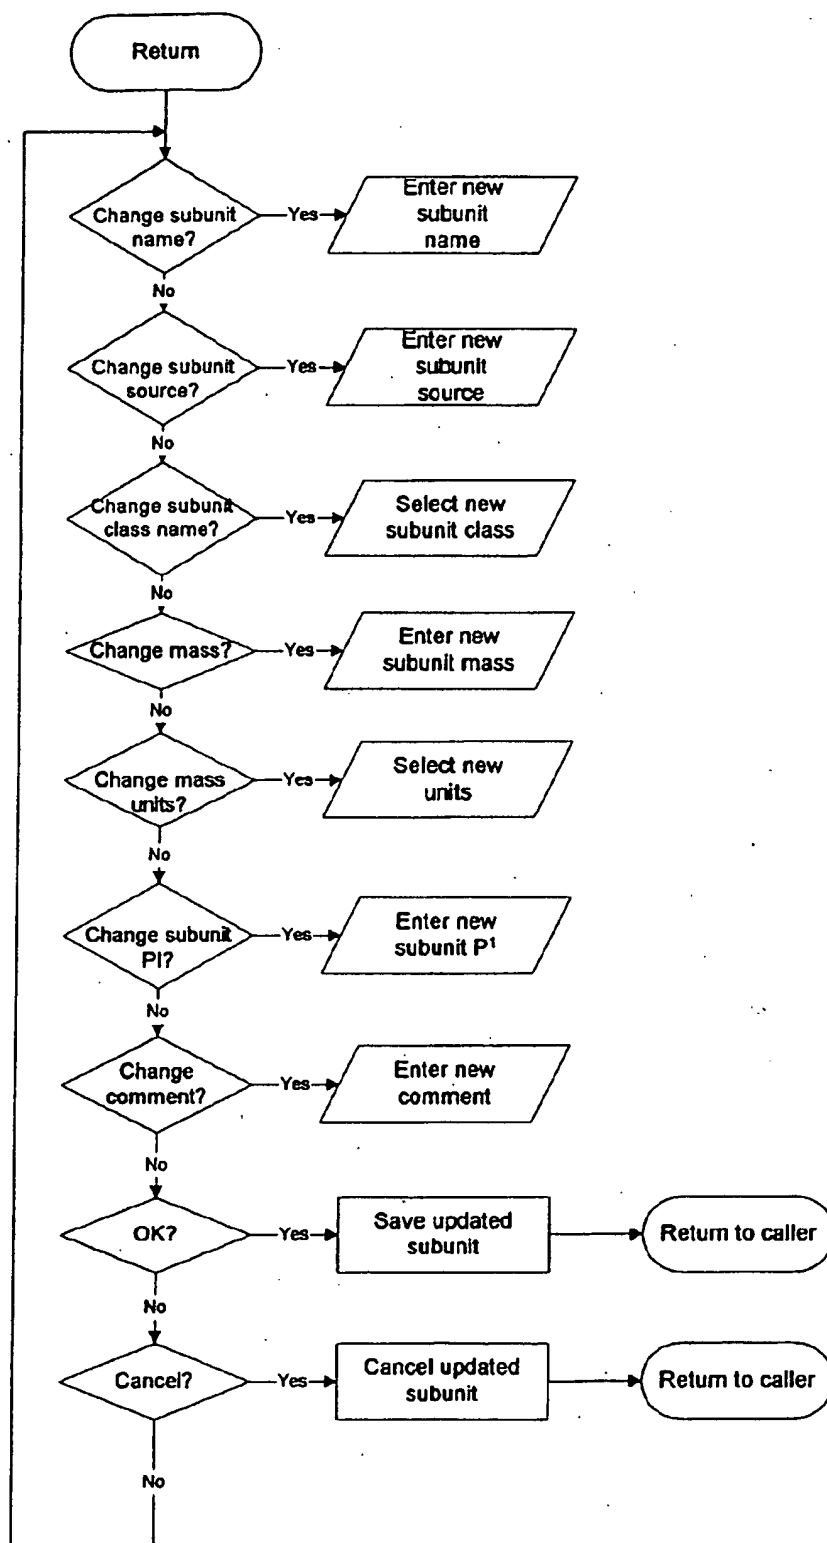 Return
Change subunit
name?
Yes
Enter new
subunit
name
No
Change subunit
source?
Yes
Enter new
subunit
source
No
Change subunit
class name?
Yes
Select new
subunit class
No
Change mass?
Yes
Enter new
subunit mass
No
Change mass
units?
Yes
Select new
units
No
Change subunit
PI?
Yes
Enter new
subunit P¹
No
Change
comment?
Yes
Enter new
comment
No
OK?
Yes
Save updated
subunit
Return to caller
No
Cancel?
Yes
Cancel updated
subunit
Return to caller
No